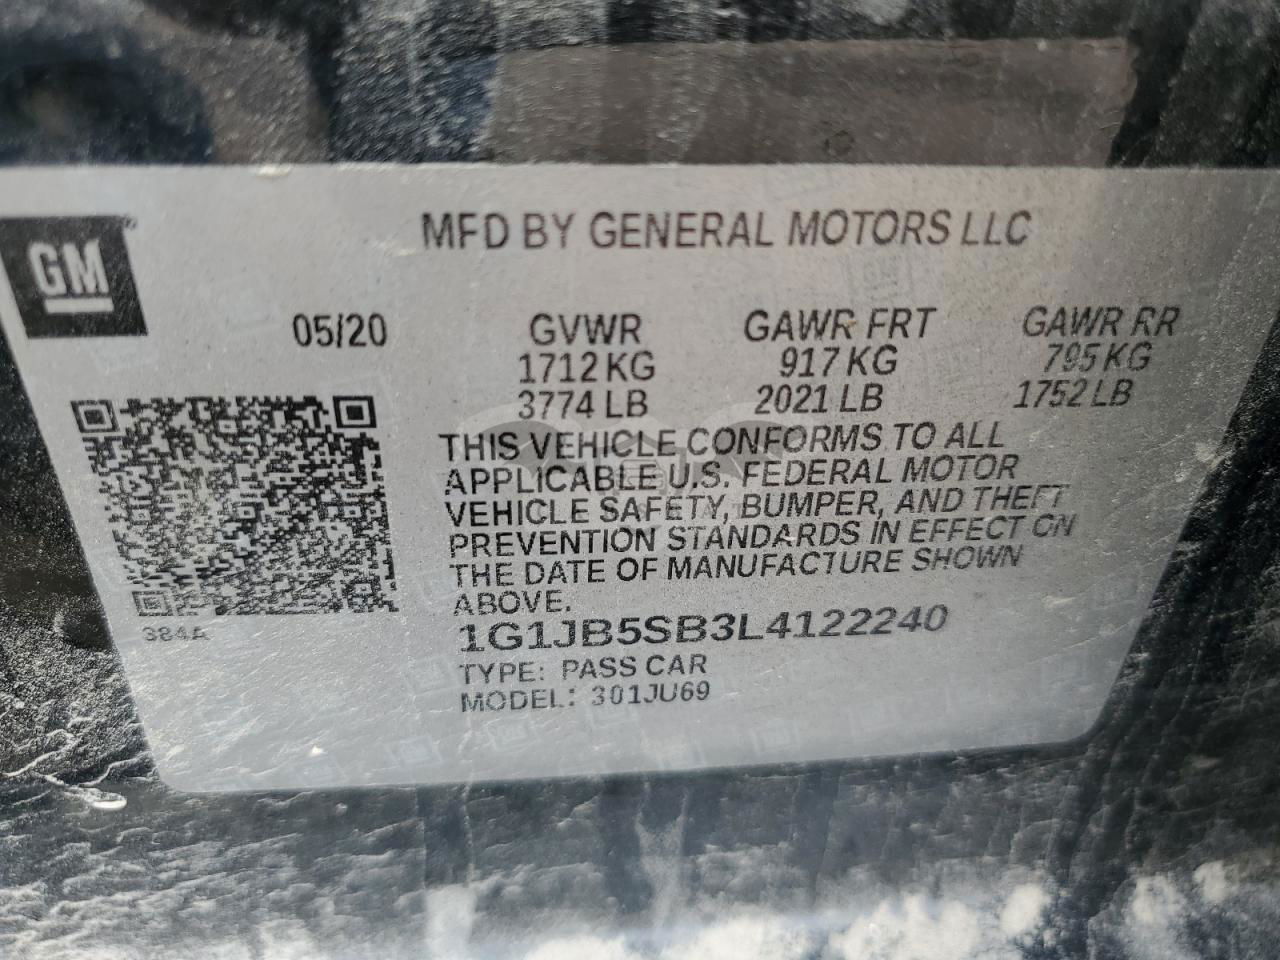 GM
MFD BY GENERAL MOTORS LLC
05/20 GVWR GAWR FRT GAWR RR
1712 KG 917 KG 795 KG
3774 LB 2021 LB 1752 LB
THIS VEHICLE CONFORMS TO ALL
APPLICABLE U.S. FEDERAL MOTOR
VEHICLE SAFETY, BUMPER, AND THEFT
PREVENTION STANDARDS IN EFFECT ON
THE DATE OF MANUFACTURE SHOWN
ABOVE.
384A
1G1JB5SB3L4122240
TYPE: PASS CAR
MODEL: 301JU69